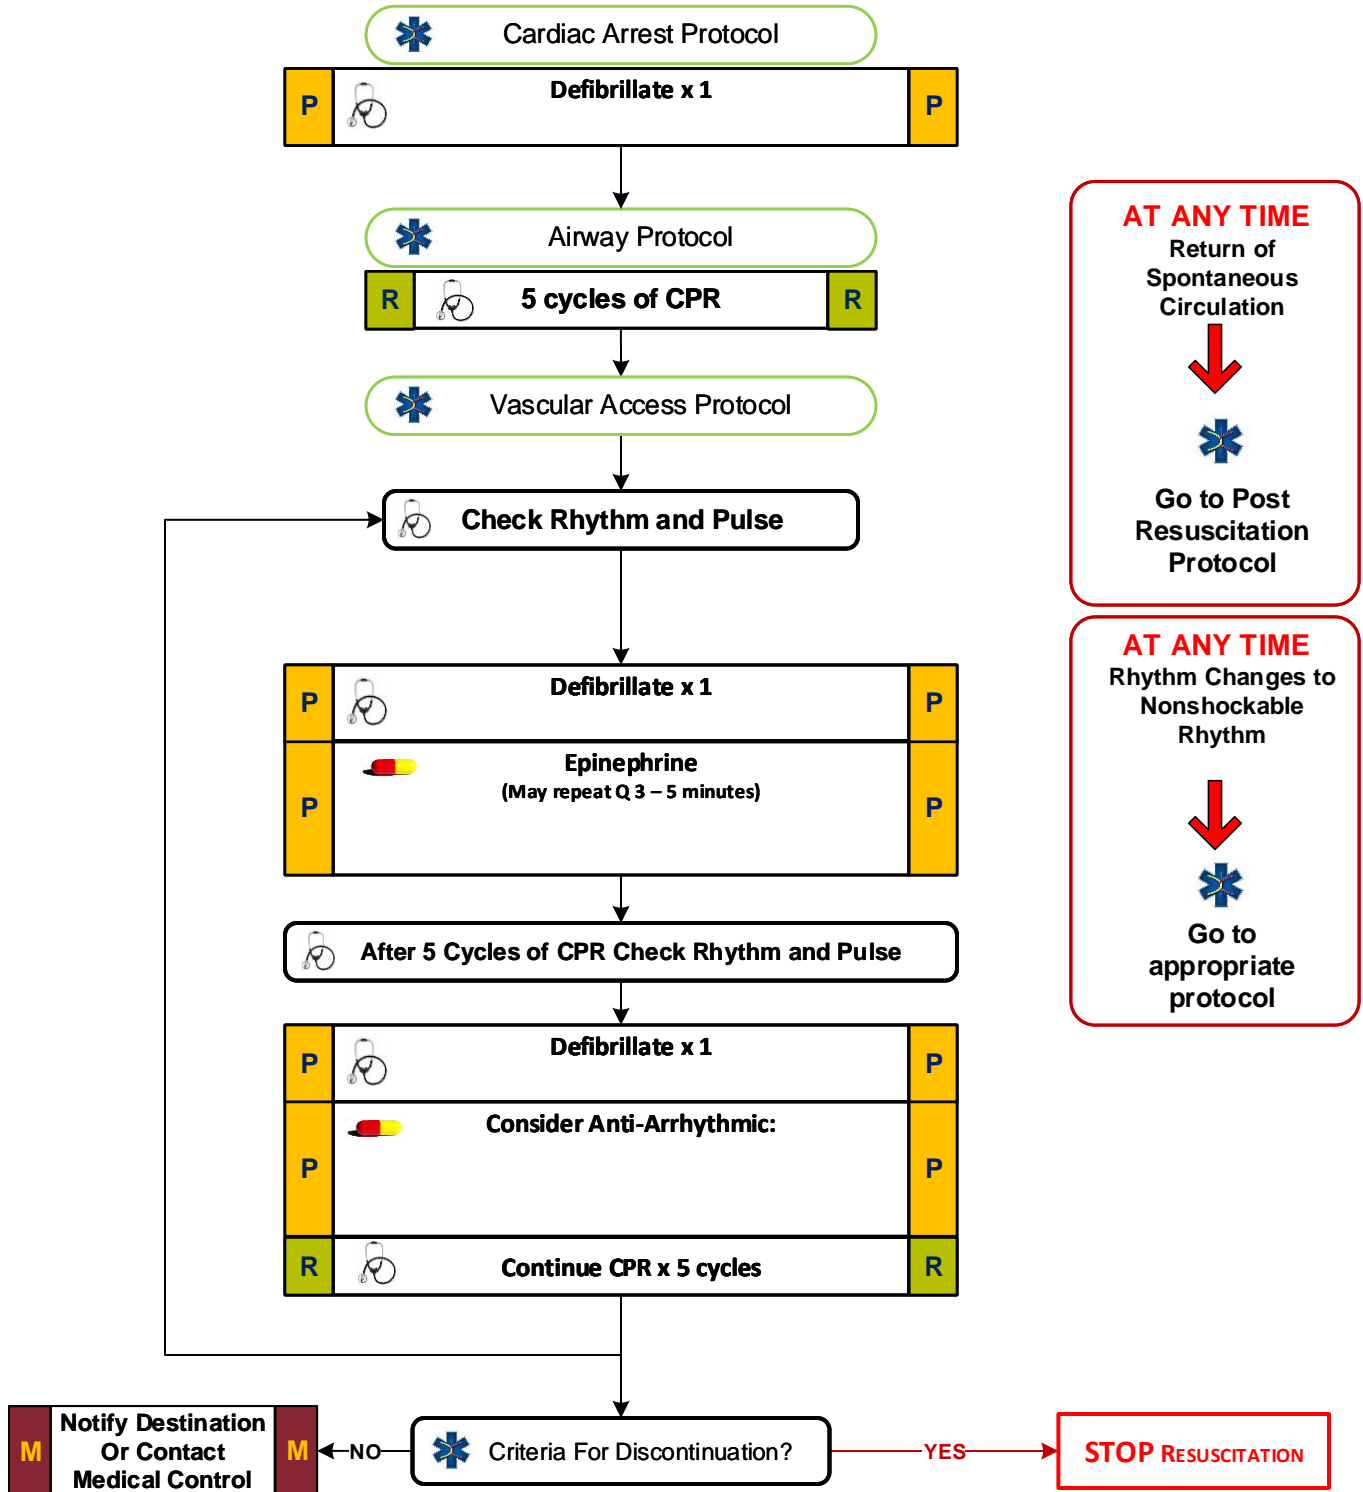 Cardiac Arrest Protocol
P
Defibrillate x 1
P
Airway Protocol
R
5 cycles of CPR
R
Vascular Access Protocol
Check Rhythm and Pulse
P
Defibrillate x 1
P
P
Epinephrine
(May repeat Q 3 – 5 minutes)
P
After 5 Cycles of CPR Check Rhythm and Pulse
P
Defibrillate x 1
P
P
Consider Anti-Arrhythmic:
P
R
Continue CPR x 5 cycles
R
M
Notify Destination
Or Contact
Medical Control
M
NO
Criteria For Discontinuation?
YES
STOP RESUSCITATION
AT ANY TIME
Return of
Spontaneous
Circulation
Go to Post
Resuscitation
Protocol
AT ANY TIME
Rhythm Changes to
Nonshockable
Rhythm
Go to
appropriate
protocol